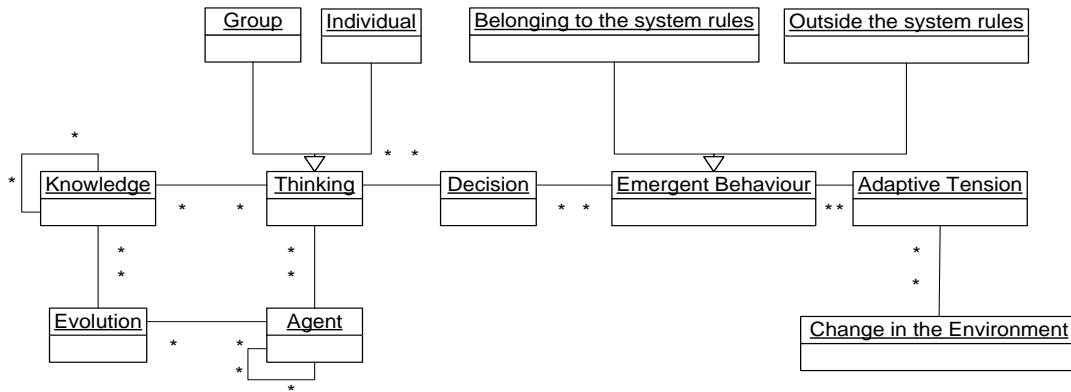 Group
Individual
Belonging to the system rules
Outside the system rules
* * *
* Knowledge
Thinking
Decision
Emergent Behaviour
Adaptive Tension
* * * * **
* * *
* * *
Evolution
Agent
Change in the Environment
* *
*
*